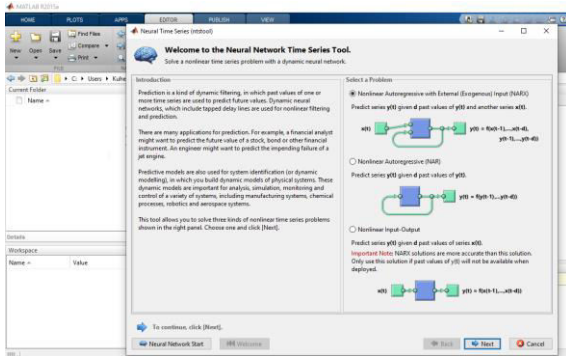 MATLAB R2015a
HOME PLOTS APPS EDITOR PUBLISH VIEW
New Open Save Find Files Compare Print
FILE
C: Users
Current Folder
Name
Details
Workspace
Name Value
Neural Time Series (ntstool)
Welcome to the Neural Network Time Series Tool.
Solve a nonlinear time series problem with a dynamic neural network.
Introduction
Prediction is a kind of dynamic filtering, in which past values of one or
more time series are used to predict future values. Dynamic neural
networks, which include tapped delay lines are used for nonlinear filtering
and prediction.
There are many applications for prediction. For example, a financial analyst
might want to predict the future value of a stock, bond or other financial
instrument. An engineer might want to predict the impending failure of a
jet engine.
Predictive models are also used for system identification (or dynamic
modelling), in which you build dynamic models of physical systems. These
dynamic models are important for analysis, simulation, monitoring and
control of a variety of systems, including manufacturing systems, chemical
processes, robotics and aerospace systems.
This tool allows you to solve three kinds of nonlinear time series problems
shown in the right panel. Choose one and click [Next].
Select a Problem
Nonlinear Autoregressive with External (Exogenous) Input (NARX)
Predict series y(t) given d past values of y(t) and another series x(t).
x(t) y(t) = f(x(t-1),...,x(t-d),
y(t-1),...,y(t-d))
Nonlinear Autoregressive (NAR)
Predict series y(t) given d past values of y(t).
y(t) = f(y(t-1),...,y(t-d))
Nonlinear Input-Output
Predict series y(t) given d past values of series x(t).
Important Note: NARX solutions are more accurate than this solution.
Only use this solution if past values of y(t) will not be available when
deployed.
x(t) y(t) = f(x(t-1),...,x(t-d))
To continue, click [Next].
Neural Network Start Welcome Back Next Cancel